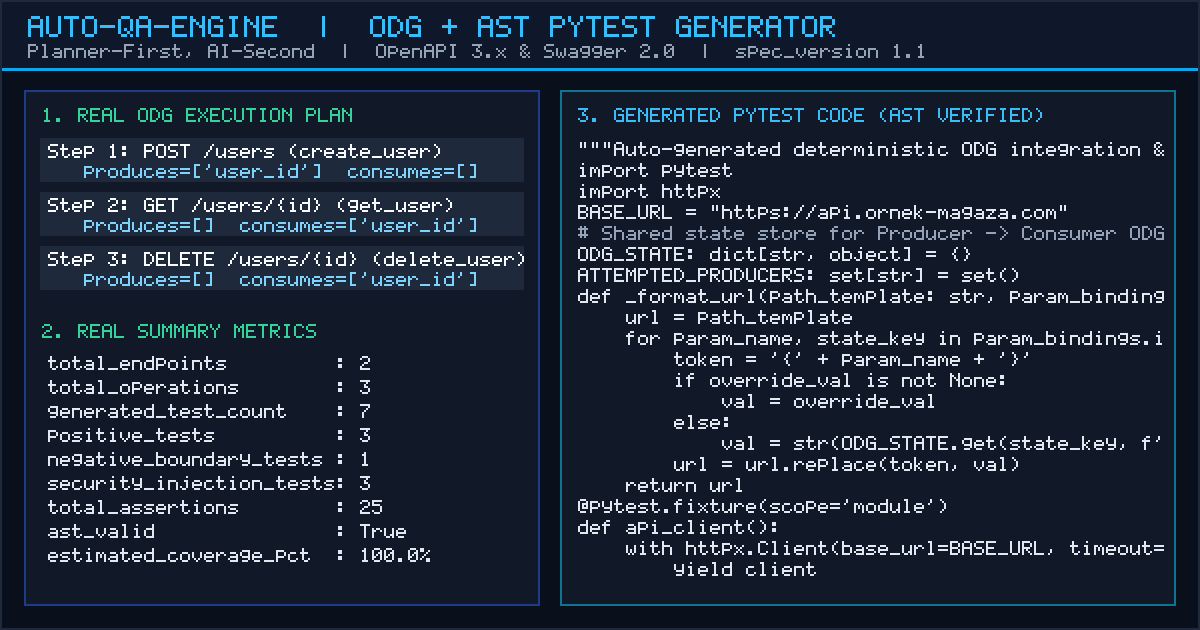 AUTO-QA-ENGINE | ODG + AST PYTEST GENERATOR
Planner-First, AI-Second | OpenAPI 3.x & Swagger 2.0 | spec_version 1.1
1. REAL ODG EXECUTION PLAN
Step 1: POST /users (create_user)
Produces=['user_id'] consumes=[]
Step 2: GET /users/{id} (get_user)
Produces=[] consumes=['user_id']
Step 3: DELETE /users/{id} (delete_user)
Produces=[] consumes=['user_id']
2. REAL SUMMARY METRICS
total_endpoints : 2
total_operations : 3
generated_test_count : 7
positive_tests : 3
negative_boundary_tests : 1
security_injection_tests: 3
total_assertions : 25
ast_valid : True
estimated_coverage_pct : 100.0%
3. GENERATED PYTEST CODE (AST VERIFIED)
"""Auto-generated deterministic ODG integration &
import pytest
import httpx
BASE_URL = "https://api.ornek-magaza.com"
# Shared state store for Producer -> Consumer ODG
ODG_STATE: dict[str, object] = {}
ATTEMPTED_PRODUCERS: set[str] = set()
def _format_url(path_template: str, param_binding
url = path_template
for param_name, state_key in param_bindings.i
token = '{' + param_name + '}'
if override_val is not None:
val = override_val
else:
val = str(ODG_STATE.get(state_key, f'
url = url.replace(token, val)
return url
@pytest.fixture(scope='module')
def api_client():
with httpx.Client(base_url=BASE_URL, timeout=
yield client